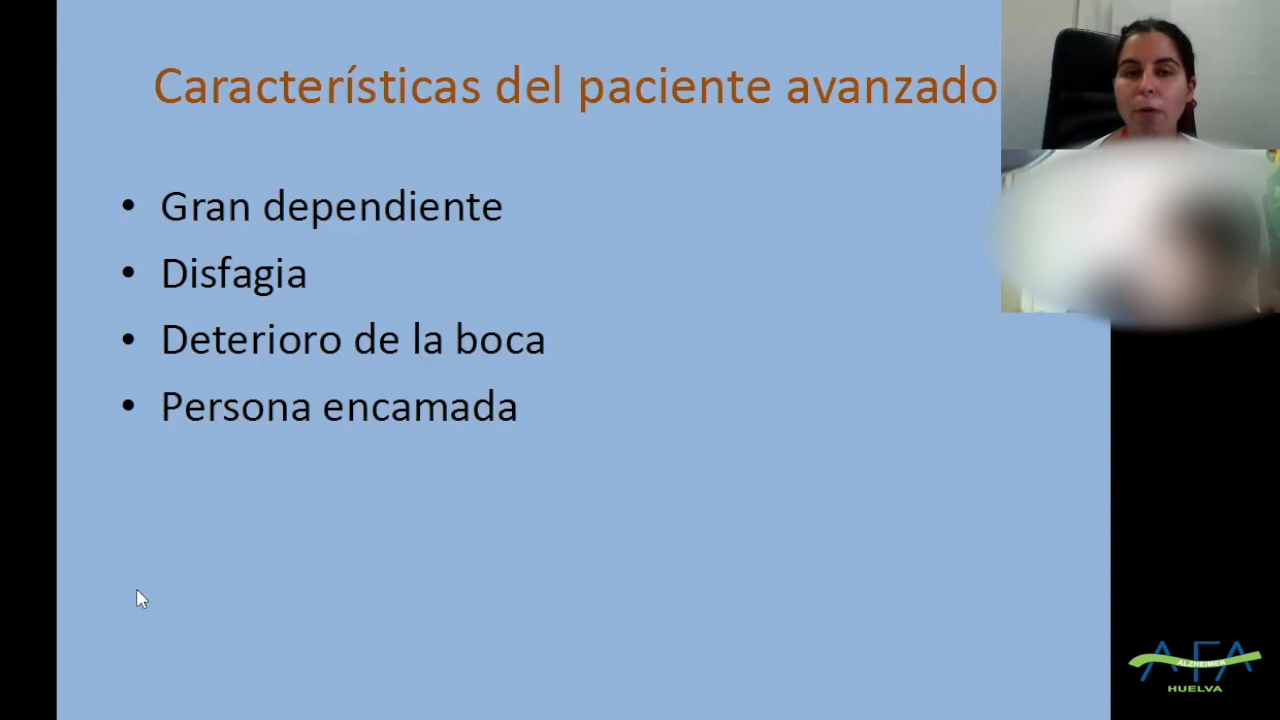 Características del paciente avanzado
• Gran dependiente
• Disfagia
• Deterioro de la boca
• Persona encamada
AFA
ALZHEIMER
HUELVA